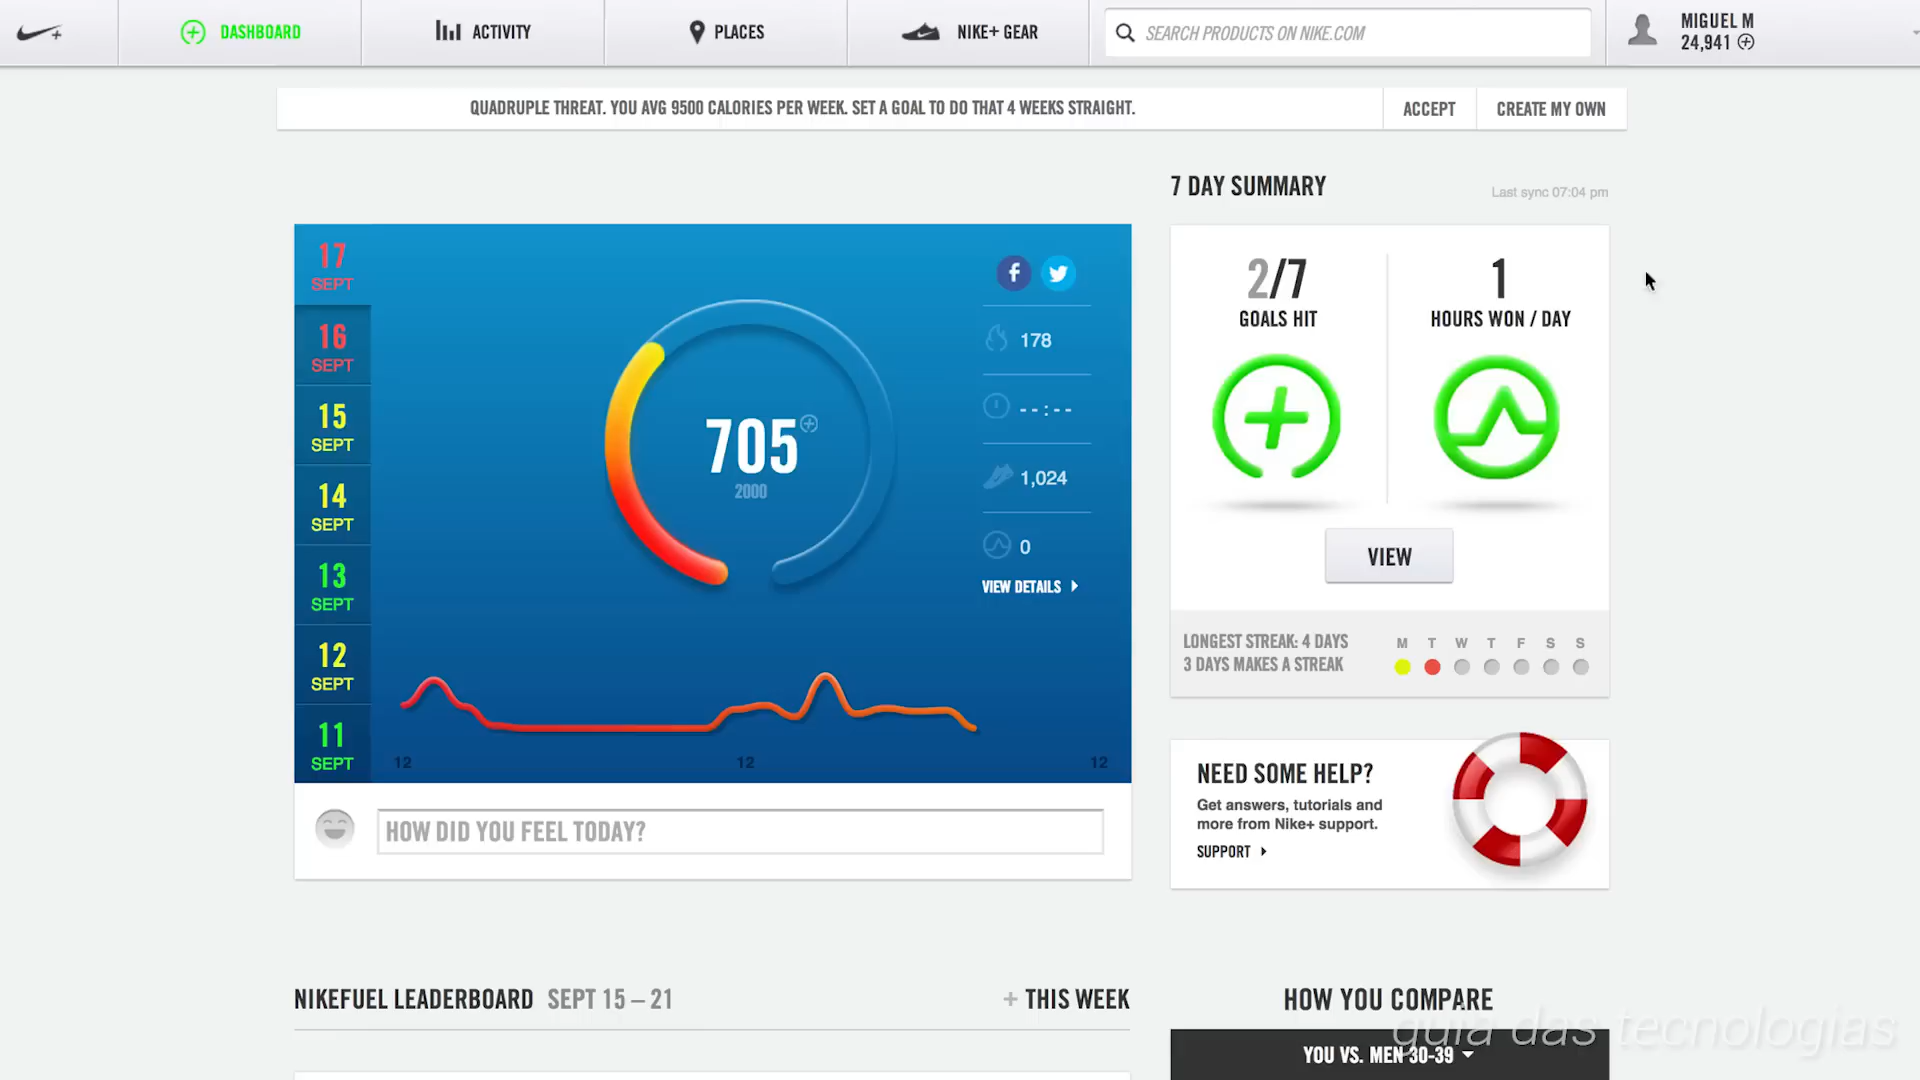 DASHBOARD
ACTIVITY
PLACES
NIKE+ GEAR
SEARCH PRODUCTS ON NIKE.COM
MIGUEL M
24,941
QUADRUPLE THREAT. YOU AVG 9500 CALORIES PER WEEK. SET A GOAL TO DO THAT 4 WEEKS STRAIGHT.
ACCEPT
CREATE MY OWN
7 DAY SUMMARY
Last sync 07:04 pm
17
SEPT
16
SEPT
15
SEPT
14
SEPT
13
SEPT
12
SEPT
11
SEPT
705
2000
178
--:--
1,024
0
VIEW DETAILS
12
12
12
HOW DID YOU FEEL TODAY?
2/7
GOALS HIT
1
HOURS WON / DAY
VIEW
LONGEST STREAK: 4 DAYS
3 DAYS MAKES A STREAK
M T W T F S S
NEED SOME HELP?
Get answers, tutorials and
more from Nike+ support.
SUPPORT
NIKEFUEL LEADERBOARD SEPT 15 – 21
+ THIS WEEK
HOW YOU COMPARE
YOU VS. MEN 30-39
guia das tecnologias